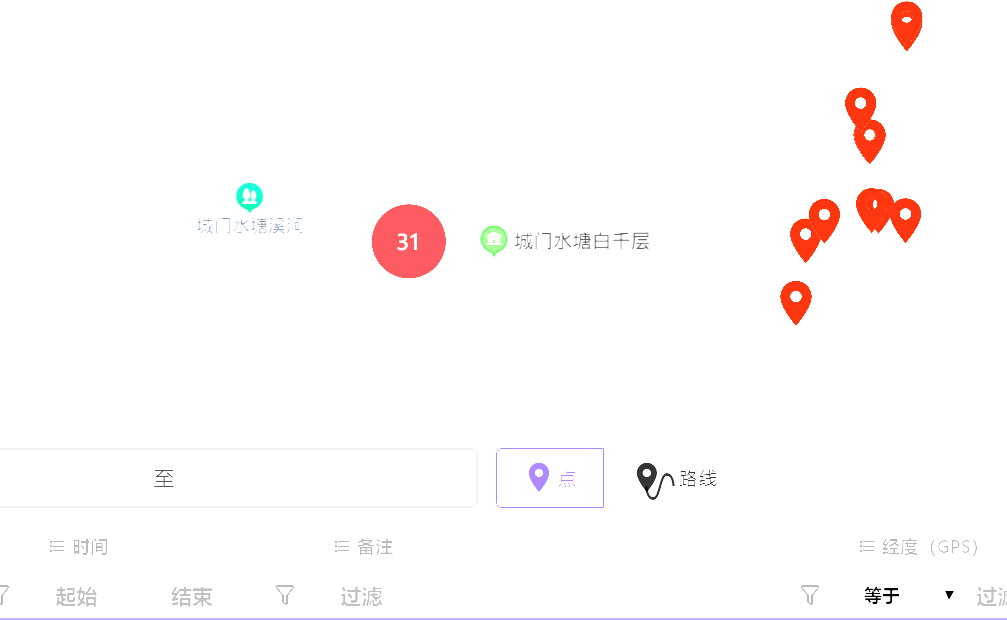 城门水塘溪涧
31
城门水塘白千层
至
点
路线
时间
备注
经度（GPS）
起始
结束
过滤
等于
过滤